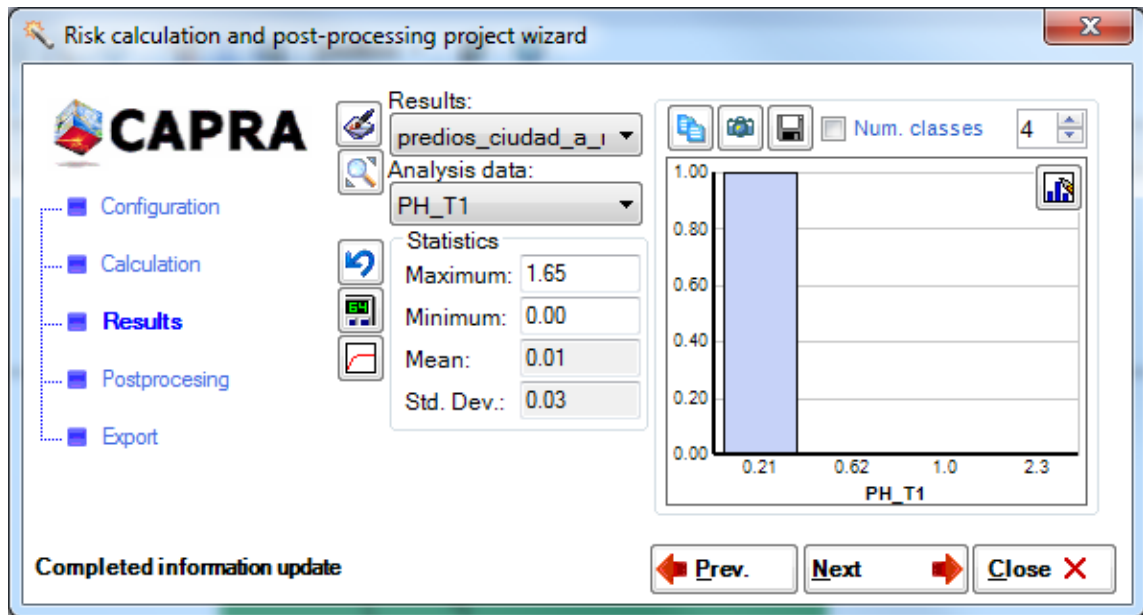 Risk calculation and post-processing project wizard
CAPRA
Configuration
Calculation
Results
Postprocesing
Export
Results:
predios_ciudad_a_
Analysis data:
PH_T1
Statistics
Maximum: 1.65
Minimum: 0.00
Mean: 0.01
Std. Dev.: 0.03
Num. classes 4
1.00
0.80
0.60
0.40
0.20
0.00
0.21 0.62 1.0 2.3
PH_T1
Completed information update
Prev. Next Close